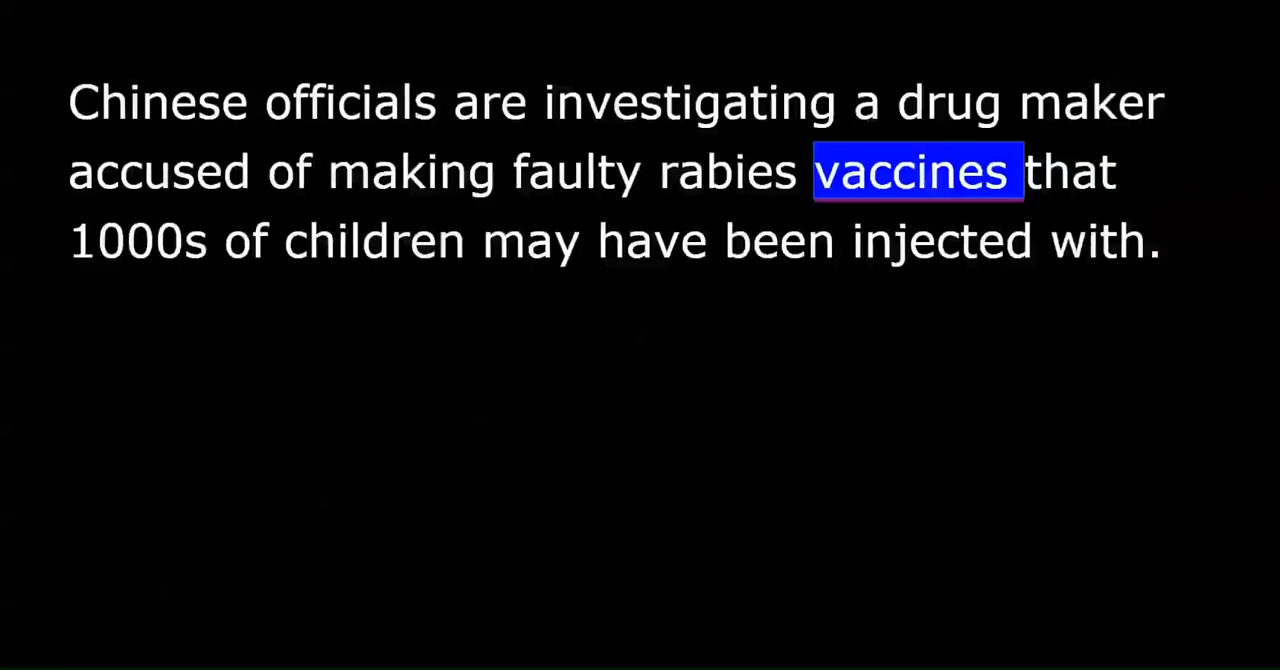 Chinese officials are investigating a drug maker
accused of making faulty rabies vaccines that
1000s of children may have been injected with.